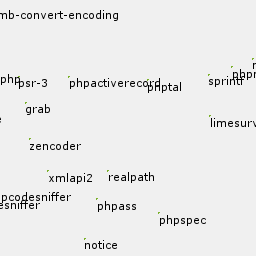 mb-convert-encoding
php
psr-3
phpactiverecord
phptal
sprintf
grab
limesurv
zencoder
xmlapi2
realpath
pcodesniffer
esniffer
phpass
phpspec
notice